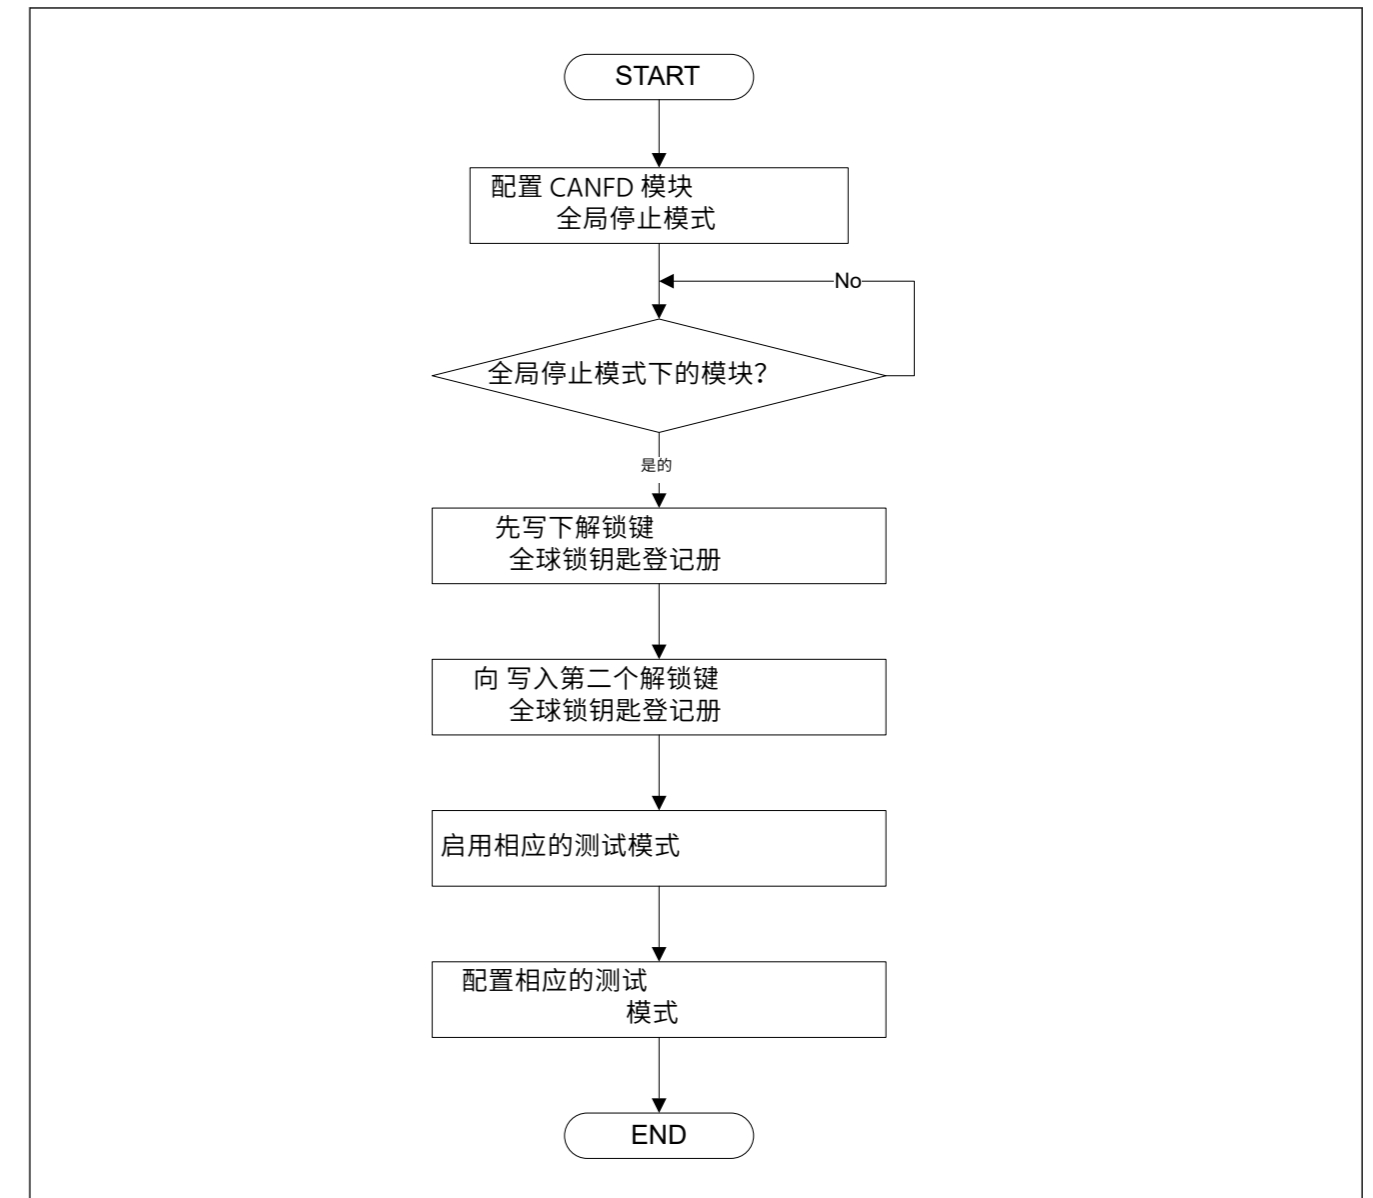 START
配置 CANFD 模块
全局停止模式
No
全局停止模式下的模块？
是的
先写下解锁键
全球锁钥匙登记册
向 写入第二个解锁键
全球锁钥匙登记册
启用相应的测试模式
配置相应的测试
模式
END